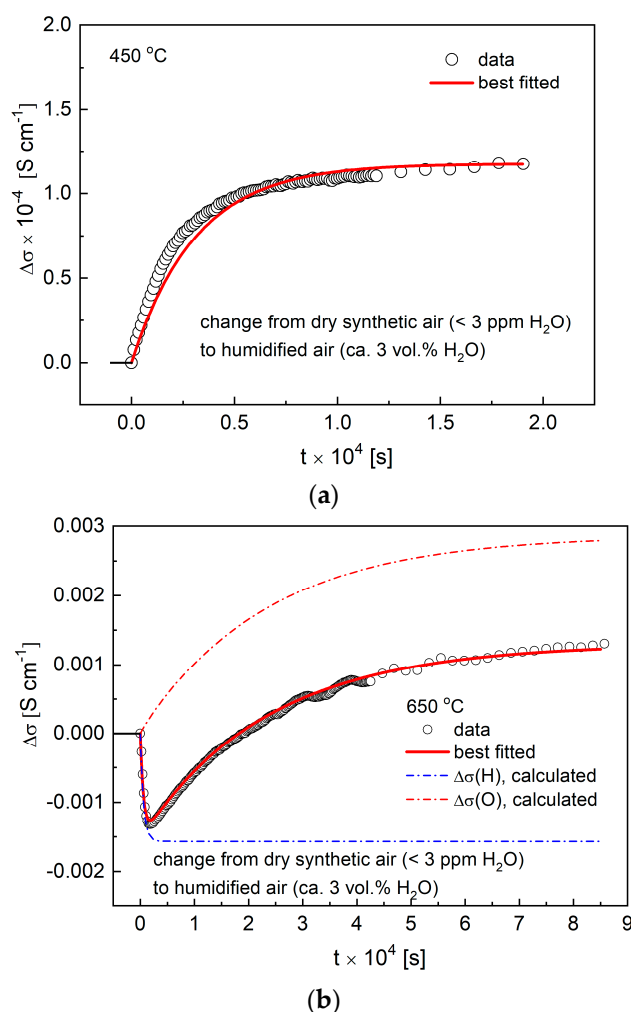 2.0
450 °C
data
best fitted
1.5
Δσ × 10⁻⁴ [S cm⁻¹]
1.0
0.5
change from dry synthetic air (< 3 ppm H₂O)
to humidified air (ca. 3 vol.% H₂O)
0.0
0.0 0.5 1.0 1.5 2.0
t × 10⁴ [s]
(a)
0.003
0.002
0.001
Δσ [S cm⁻¹]
650 °C
data
best fitted
Δσ(H), calculated
Δσ(O), calculated
0.000
-0.001
-0.002
change from dry synthetic air (< 3 ppm H₂O)
to humidified air (ca. 3 vol.% H₂O)
0 1 2 3 4 5 6 7 8 9
t × 10⁴ [s]
(b)